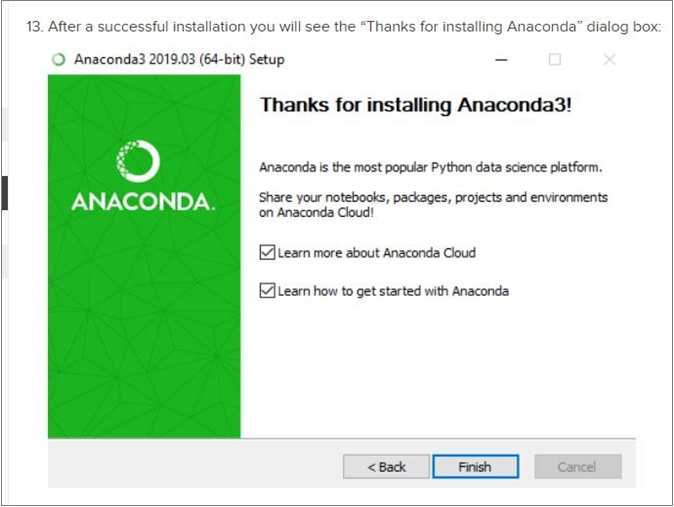 13. After a successful installation you will see the “Thanks for installing Anaconda” dialog box:
Anaconda3 2019.03 (64-bit) Setup
Thanks for installing Anaconda3!
ANACONDA.
Anaconda is the most popular Python data science platform.
Share your notebooks, packages, projects and environments
on Anaconda Cloud!
Learn more about Anaconda Cloud
Learn how to get started with Anaconda
< Back
Finish
Cancel